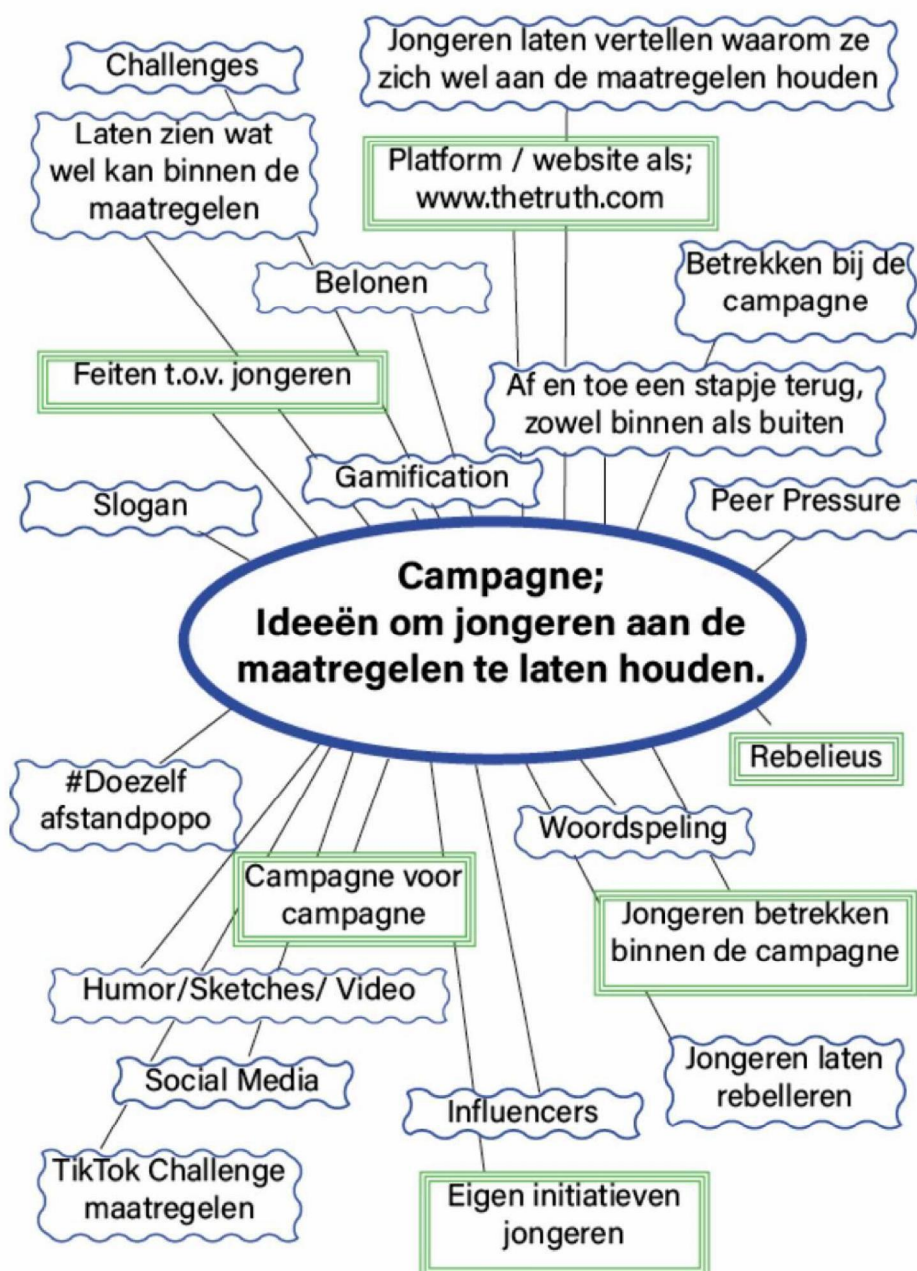 Challenges
Jongeren laten vertellen waarom ze
zich wel aan de maatregelen houden
Laten zien wat
wel kan binnen de
maatregelen
Platform / website als;
www.thetruth.com
Belonen
Betrekken bij de
campagne
Feiten t.o.v. jongeren
Af en toe een stapje terug,
zowel binnen als buiten
Gamification
Slogan
Peer Pressure
Campagne;
Ideeën om jongeren aan de
maatregelen te laten houden.
Rebelieus
#Doezelf
afstandpopo
Woordspeling
Campagne voor
campagne
Jongeren betrekken
binnen de campagne
Humor/Sketches/ Video
Jongeren laten
rebelleren
Social Media
Influencers
TikTok Challenge
maatregelen
Eigen initiatieven
jongeren